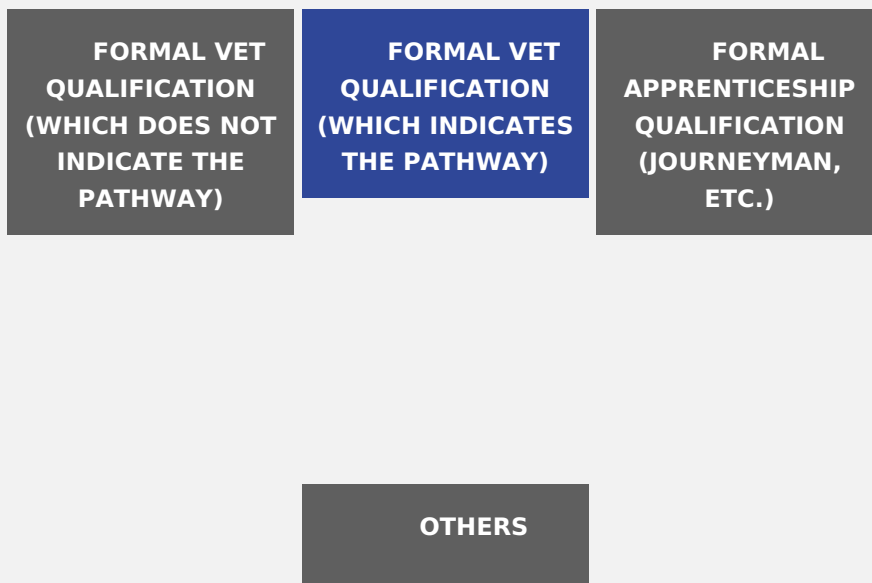 FORMAL VET
QUALIFICATION
(WHICH DOES NOT
INDICATE THE
PATHWAY)
FORMAL VET
QUALIFICATION
(WHICH INDICATES
THE PATHWAY)
FORMAL
APPRENTICESHIP
QUALIFICATION
(JOURNEYMAN,
ETC.)
OTHERS